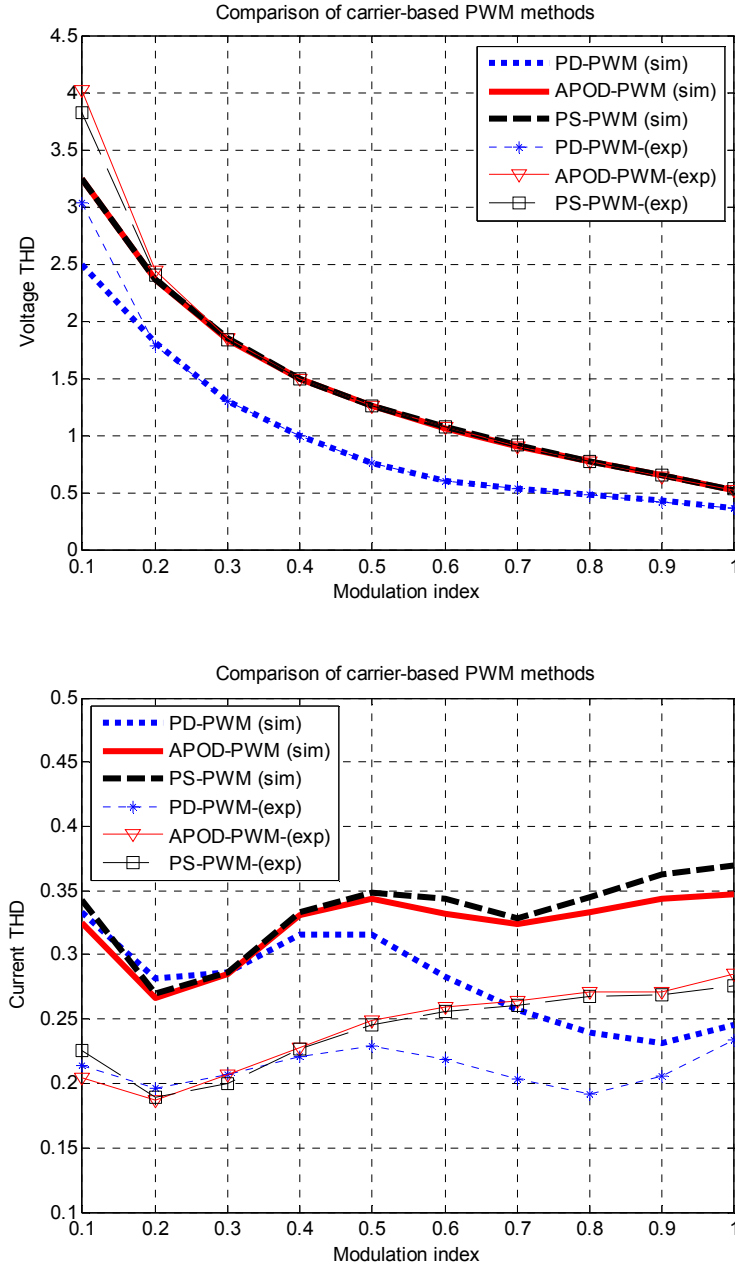 Comparison of carrier-based PWM methods
4.5
4
3.5
3
2.5
2
1.5
1
0.5
0
Voltage THD
PD-PWM (sim)
APOD-PWM (sim)
PS-PWM (sim)
PD-PWM-(exp)
APOD-PWM-(exp)
PS-PWM-(exp)
0.1 0.2 0.3 0.4 0.5 0.6 0.7 0.8 0.9 1
Modulation index
Comparison of carrier-based PWM methods
0.5
0.45
0.4
0.35
0.3
0.25
0.2
0.15
0.1
Current THD
PD-PWM (sim)
APOD-PWM (sim)
PS-PWM (sim)
PD-PWM-(exp)
APOD-PWM-(exp)
PS-PWM-(exp)
0.1 0.2 0.3 0.4 0.5 0.6 0.7 0.8 0.9 1
Modulation index